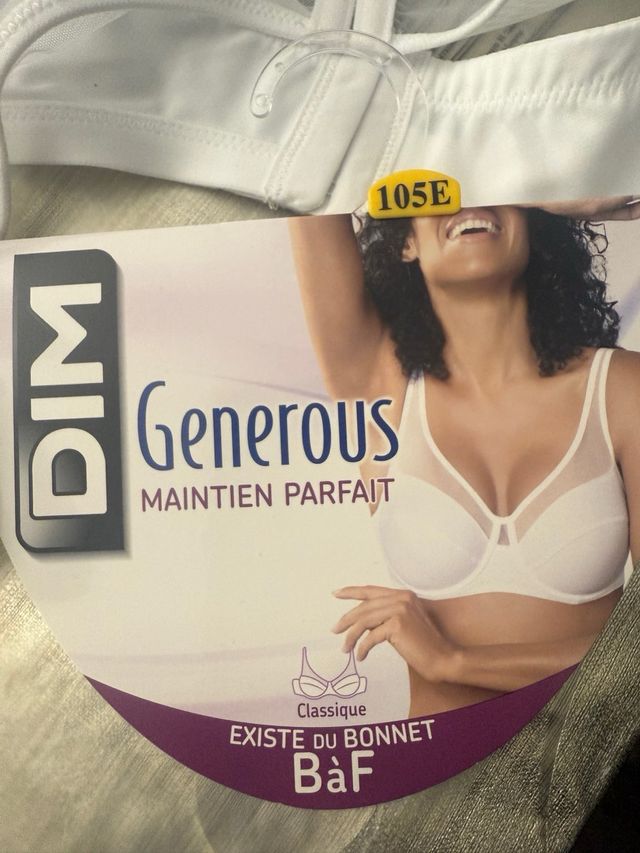 105E
DIM
Generous
MAINTIEN PARFAIT
Classique
EXISTE DU BONNET
BàF